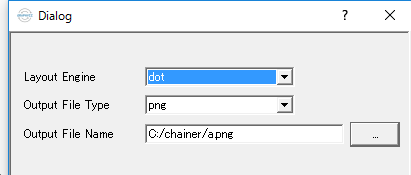 Dialog
Layout Engine dot
Output File Type png
Output File Name C:/chainer/a.png ...